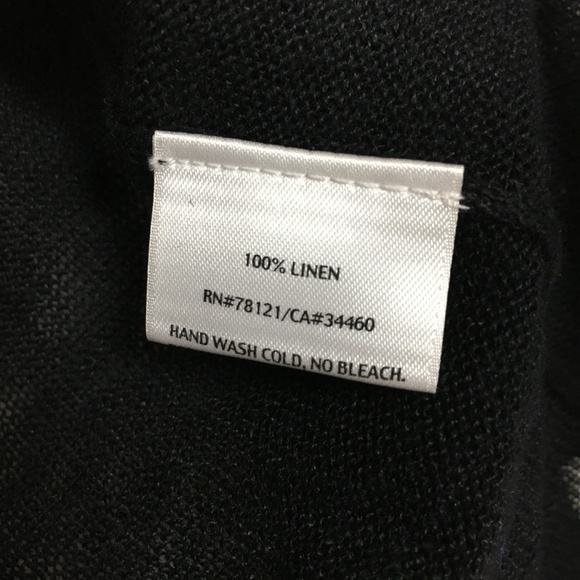 100% LINEN
RN#78121/CA#34460
HAND WASH COLD, NO BLEACH.